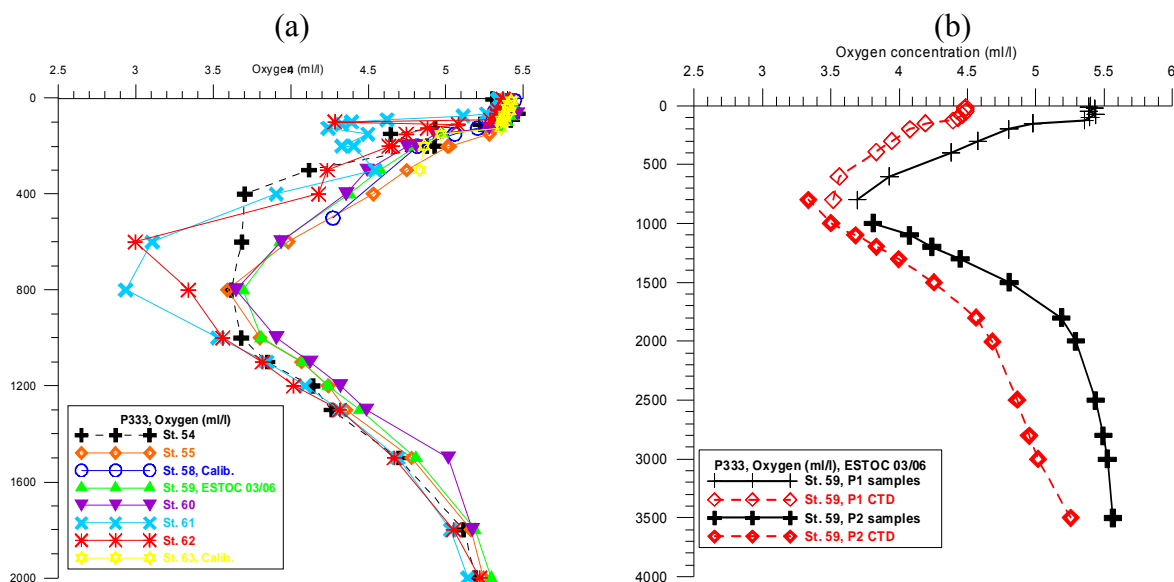 (a)
Oxygen (ml/l)
2.5 3 3.5 4 4.5 5 5.5
0
400
800
1200
1600
2000
P333, Oxygen (ml/l)
St. 54
St. 55
St. 58, Calib.
St. 59, ESTOC 03/06
St. 60
St. 61
St. 62
St. 63, Calib.
(b)
Oxygen concentration (ml/l)
2.5 3 3.5 4 4.5 5 5.5 6
0
500
1000
1500
2000
2500
3000
3500
4000
P333, Oxygen (ml/l), ESTOC 03/06
St. 59, P1 samples
St. 59, P1 CTD
St. 59, P2 samples
St. 59, P2 CTD